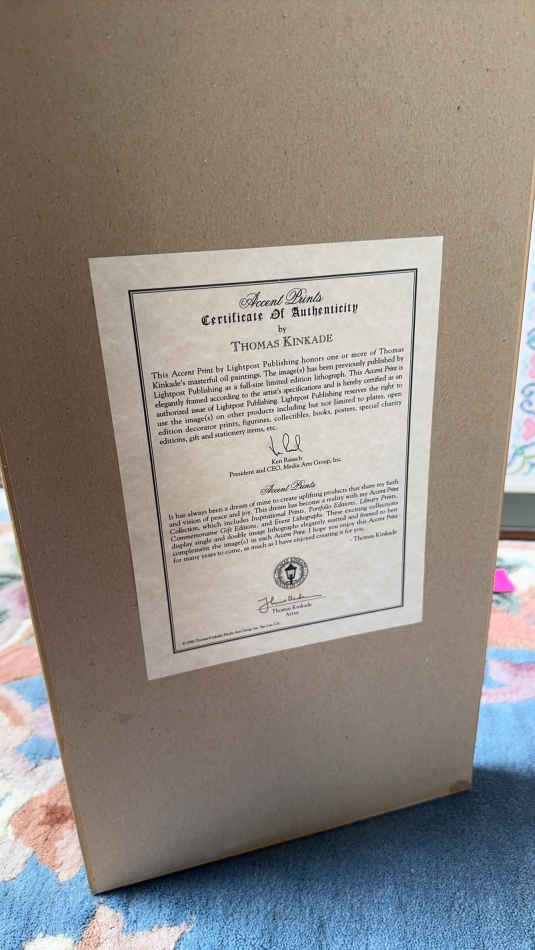 Accent Prints
Certificate Of Authenticity
by
THOMAS KINKADE
This Accent Print by Lightpost Publishing honors one or more of Thomas
Kinkade's masterful oil paintings. The image(s) has been previously published by
Lightpost Publishing as a full-size limited edition lithograph. This Accent Print is
elegantly framed according to the artist's specifications and is hereby certified as an
authorized issue of Lightpost Publishing. Lightpost Publishing reserves the right to
use the image(s) on other products including but not limited to plates, open
edition decorator prints, figurines, collectibles, books, posters, special charity
editions, gift and stationery items, etc.
Ken Raasch
President and CEO, Media Arts Group, Inc.
Accent Prints
It has always been a dream of mine to create uplifting products that share my faith
and vision of peace and joy. This dream has become a reality with my Accent Print
Collection, which includes Inspirational Prints, Portfolio Editions, Library Prints,
Commemorative Gift Editions, and Event Lithographs. These exciting collections
display single and double image lithographs elegantly matted and framed to best
complement the image(s) in each Accent Print. I hope you enjoy this Accent Print
for many years to come, as much as I have enjoyed creating it for you.
- Thomas Kinkade
Thomas Kinkade
Artist
Thomas Kinkade, Media Arts Group, Inc., San Jose, CA